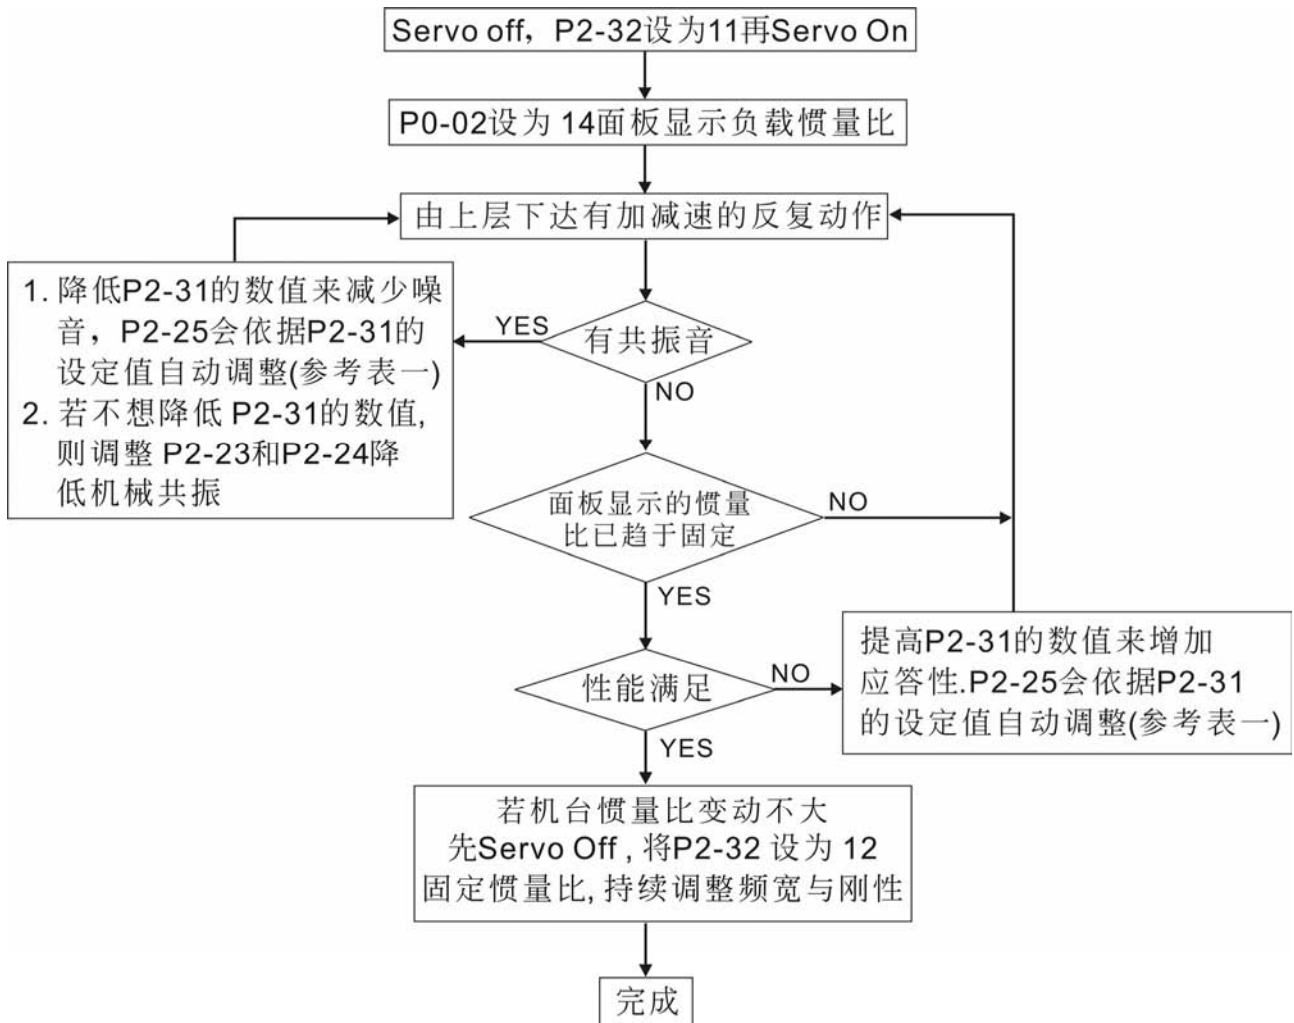 Servo off，P2-32设为11再Servo On
P0-02设为 14面板显示负载惯量比
由上层下达有加减速的反复动作
1. 降低P2-31的数值来减少噪
音，P2-25会依据P2-31的
设定值自动调整(参考表一)
2. 若不想降低 P2-31的数值,
则调整 P2-23和P2-24降
低机械共振
YES
有共振音
NO
面板显示的惯量
比已趋于固定
NO
YES
性能满足
NO
提高P2-31的数值来增加
应答性.P2-25会依据P2-31
的设定值自动调整(参考表一)
YES
若机台惯量比变动不大
先Servo Off , 将P2-32 设为 12
固定惯量比, 持续调整频宽与刚性
完成